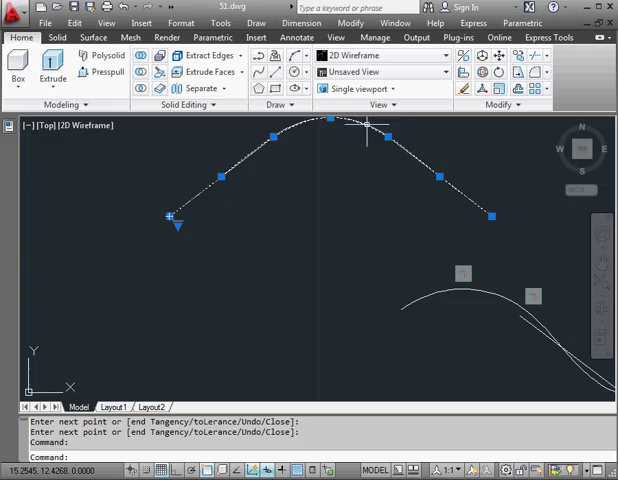 51.dwg
Type a keyword or phrase
Sign In
File Edit View Insert Format Tools Draw Dimension Modify Window Help Express Parametric
Home Solid Surface Mesh Render Parametric Insert Annotate View Manage Output Plug-ins Online Express Tools
Box
Extrude
Polysolid
Presspull
Extract Edges
Extrude Faces
Separate
2D Wireframe
Unsaved View
Single viewport
Modeling
Solid Editing
Draw
View
Modify
[–] [Top] [2D Wireframe]
N
W TOP E
S
WCS
Y
X
Model Layout1 Layout2
Enter next point or [end Tangency/toLerance/Undo/Close]:
Enter next point or [end Tangency/toLerance/Undo/Close]:
Command:
Command:
15.2545, 12.4268, 0.0000
MODEL
1:1